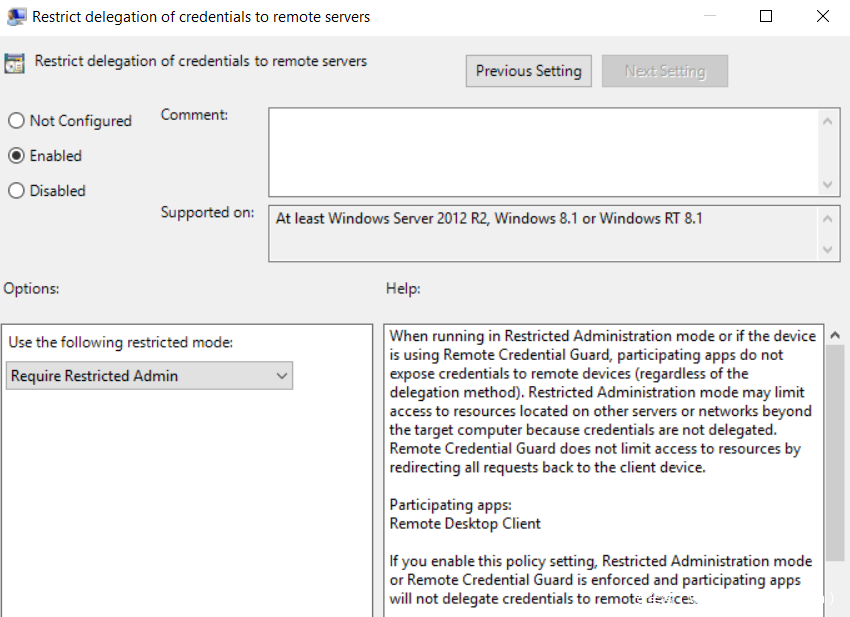 Restrict delegation of credentials to remote servers
Restrict delegation of credentials to remote servers
Previous Setting
Next Setting
Not Configured
Comment:
Enabled
Disabled
Supported on:
At least Windows Server 2012 R2, Windows 8.1 or Windows RT 8.1
Options:
Help:
Use the following restricted mode:
Require Restricted Admin
When running in Restricted Administration mode or if the device
is using Remote Credential Guard, participating apps do not
expose credentials to remote devices (regardless of the
delegation method). Restricted Administration mode may limit
access to resources located on other servers or networks beyond
the target computer because credentials are not delegated.
Remote Credential Guard does not limit access to resources by
redirecting all requests back to the client device.
Participating apps:
Remote Desktop Client
If you enable this policy setting, Restricted Administration mode
or Remote Credential Guard is enforced and participating apps
will not delegate credentials to remote devices.